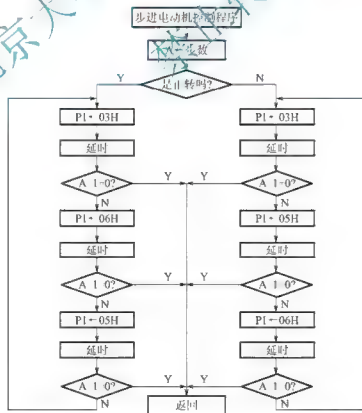 步进电动机控制程序
A←步数
是正转吗?
Y N
P1←03H P1←03H
延时 延时
A-1=0? Y Y A-1=0?
N N
P1←06H P1←05H
延时 延时
A-1=0? Y Y A-1=0?
N N
P1←05H P1←06H
延时 延时
A-1=0? Y Y A-1=0?
N 返回 N